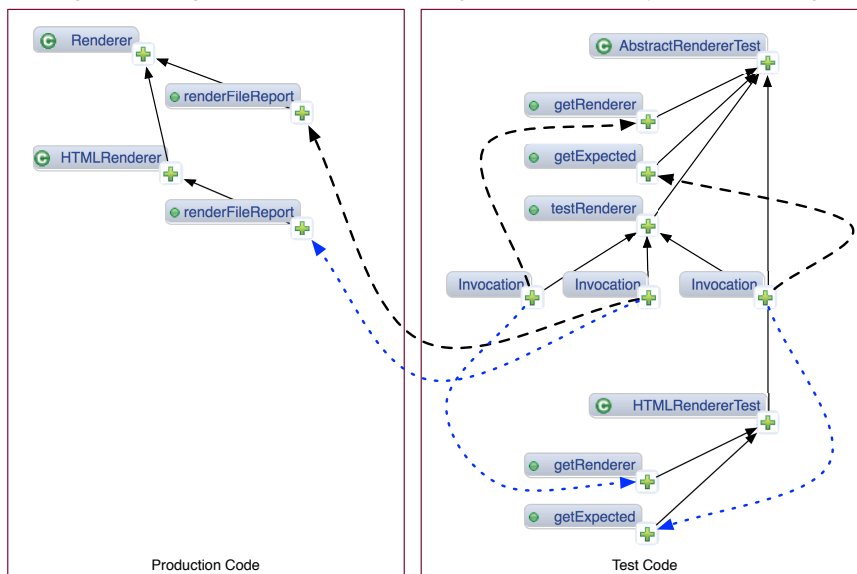 Renderer
renderFileReport
HTMLRenderer
renderFileReport
Production Code
AbstractRendererTest
getRenderer
getExpected
testRenderer
Invocation
Invocation
Invocation
HTMLRendererTest
getRenderer
getExpected
Test Code